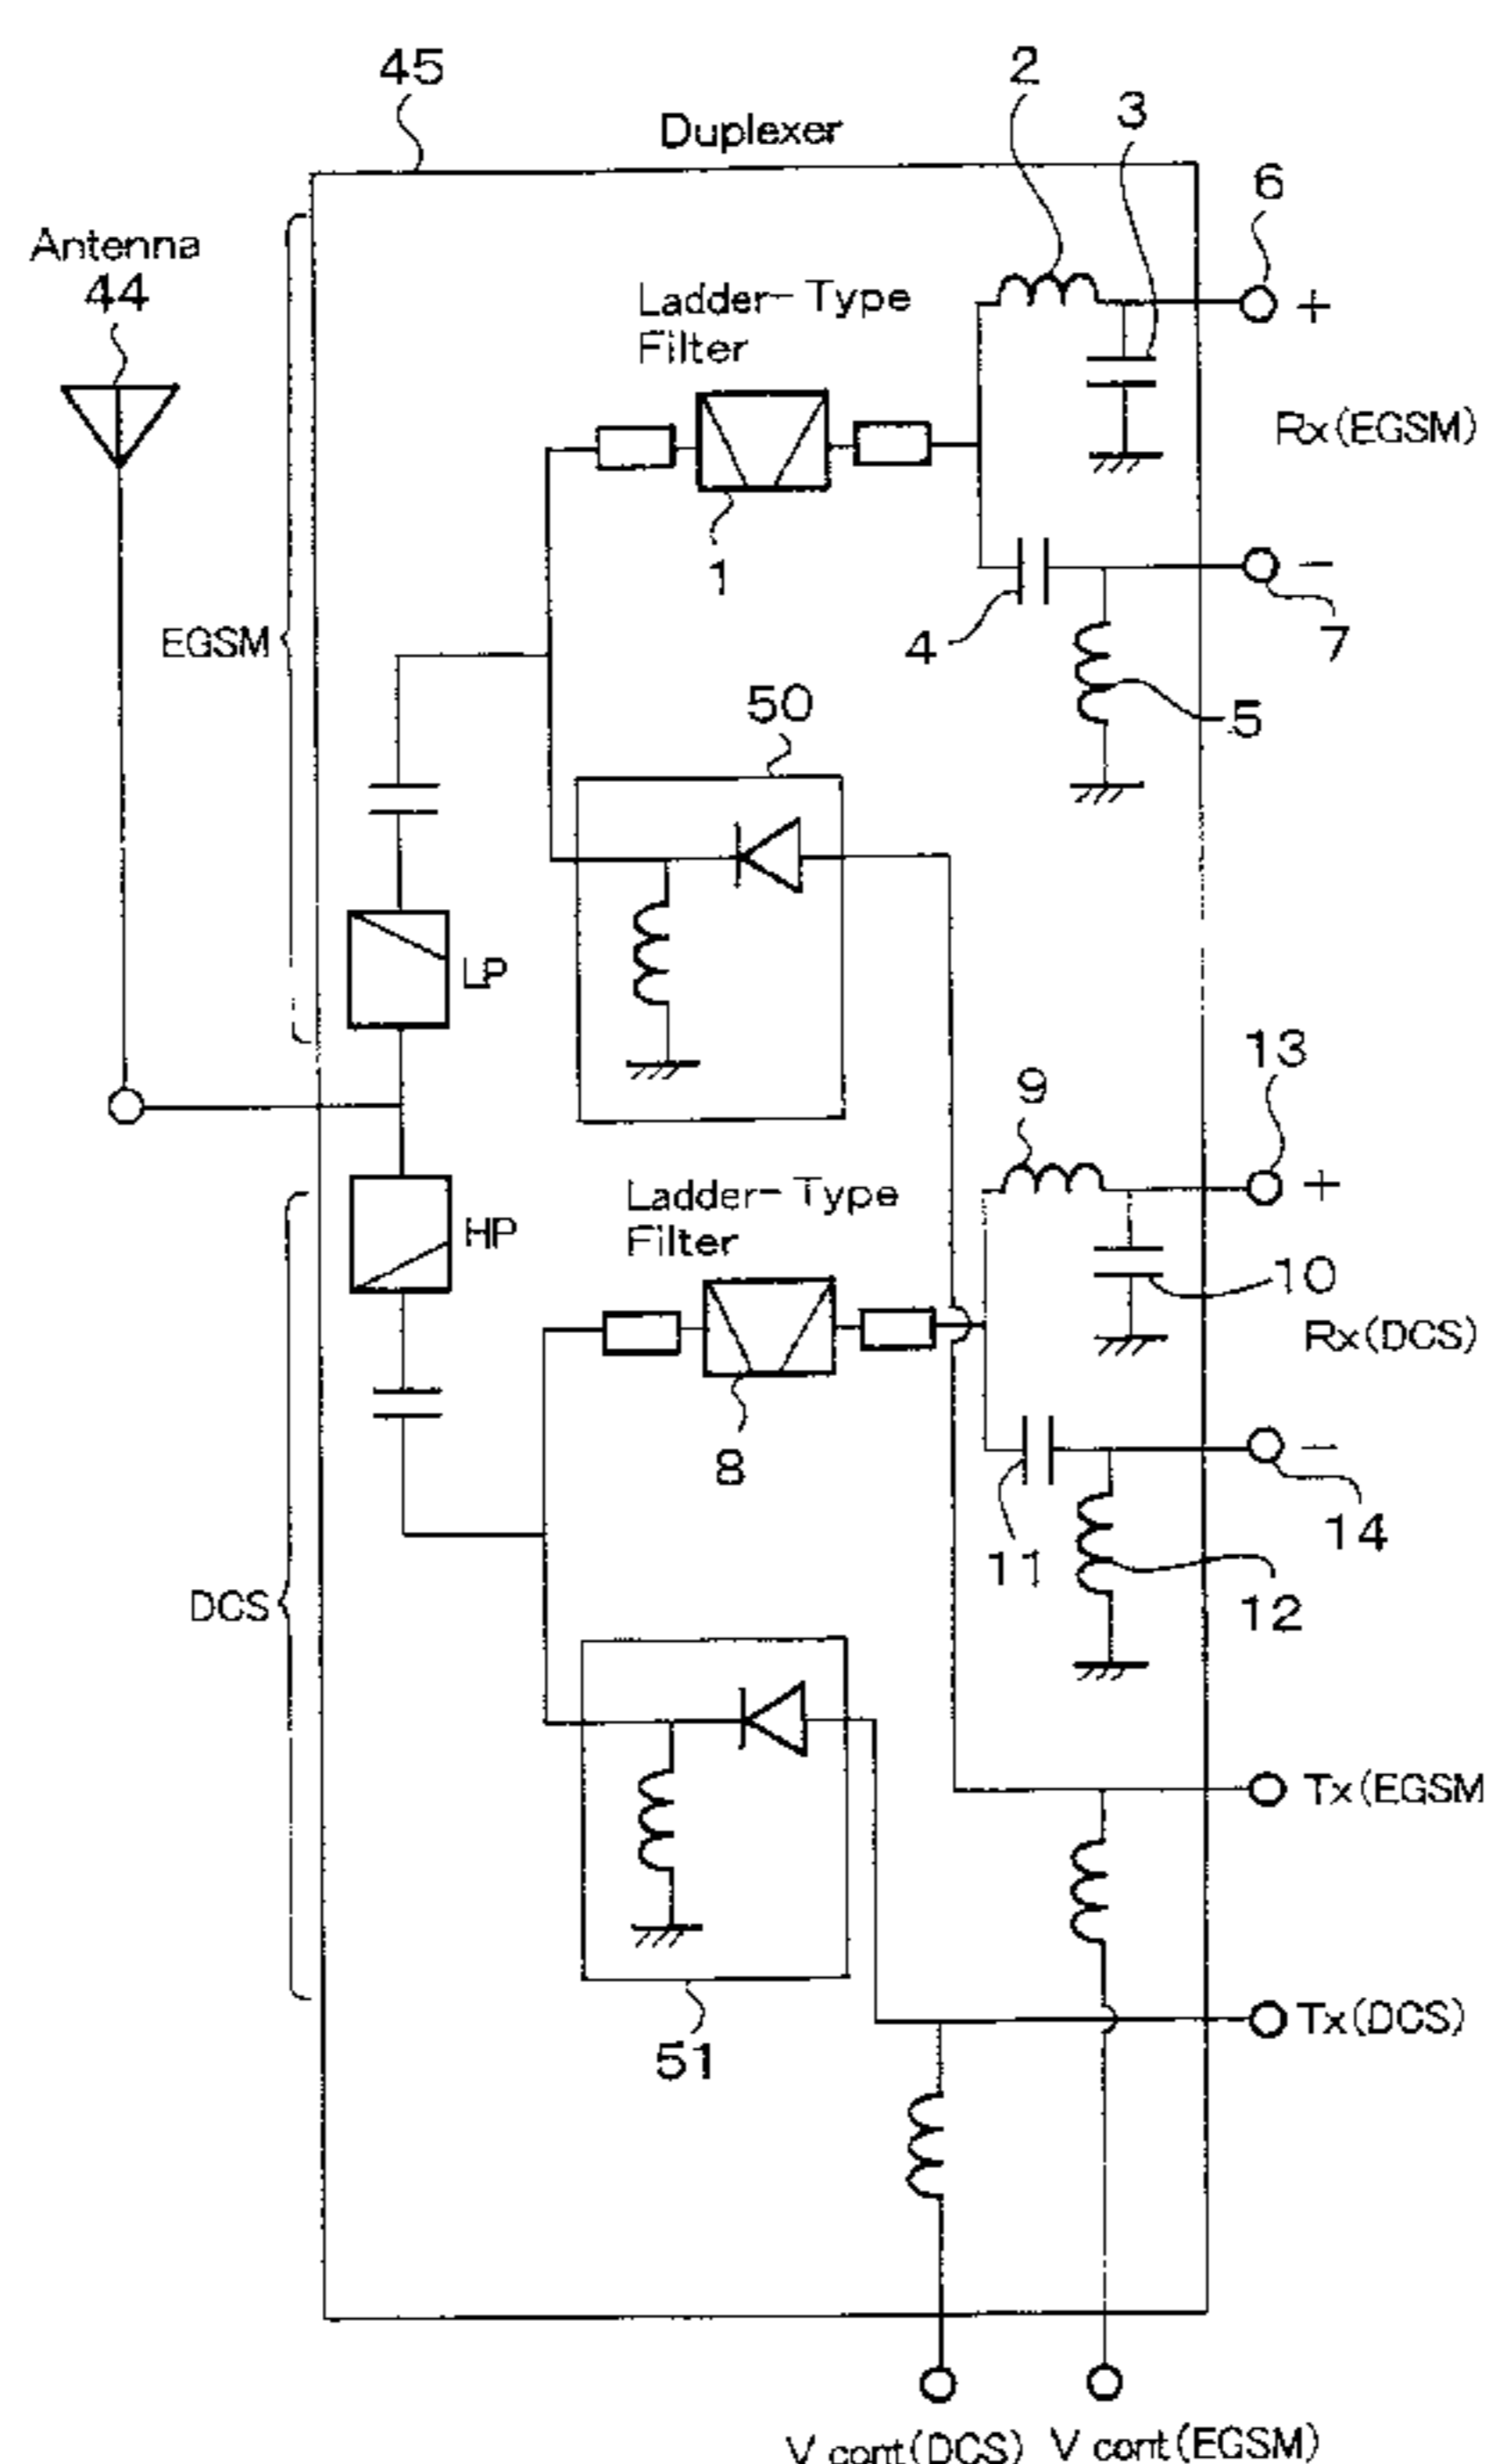 45
Duplexer
2
3
6
Antenna
44
Ladder-Type
Filter
+
Rx(EGSM)
1
−
4
7
EGSM
5
50
LP
13
9
HP
Ladder-Type
Filter
+
10
Rx(DCS)
8
−
11
14
12
DCS
Tx(EGSM
51
Tx(DCS)
V cont(DCS) V cont(EGSM)